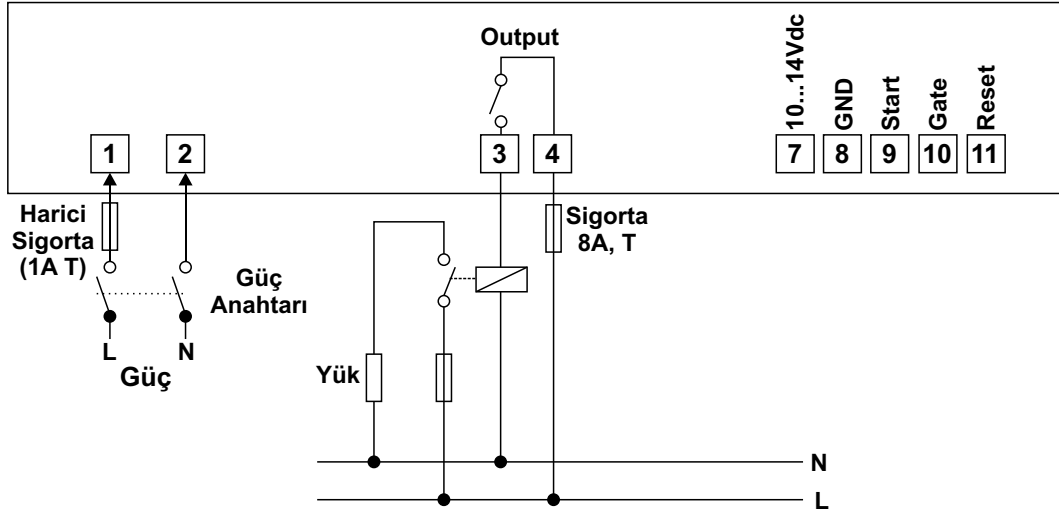 Output
10...14Vdc
GND
Start
Gate
Reset
1
2
3
4
7
8
9
10
11
Harici
Sigorta
(1A T)
Güç
Anahtarı
L
N
Güç
Sigorta
8A, T
Yük
N
L